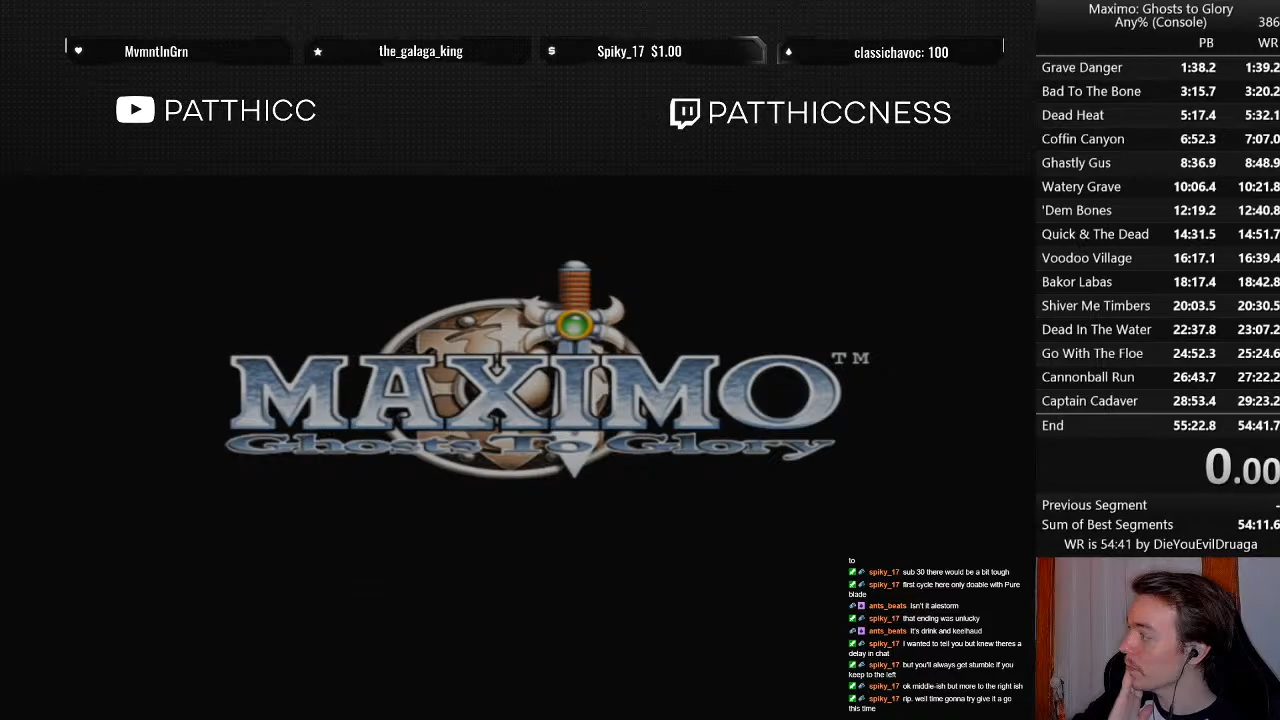 MvmntInGrn
the_galaga_king
Spiky_17 $1.00
classichavoc: 100
PATTHICC
PATTHICCNESS
MAXIMO TM
Ghosts To Glory
Maximo: Ghosts to Glory
Any% (Console) 386
PB WR
Grave Danger 1:38.2 1:39.2
Bad To The Bone 3:15.7 3:20.2
Dead Heat 5:17.4 5:32.1
Coffin Canyon 6:52.3 7:07.0
Ghastly Gus 8:36.9 8:48.9
Watery Grave 10:06.4 10:21.8
'Dem Bones 12:19.2 12:40.8
Quick & The Dead 14:31.5 14:51.7
Voodoo Village 16:17.1 16:39.4
Bakor Labas 18:17.4 18:42.8
Shiver Me Timbers 20:03.5 20:30.5
Dead In The Water 22:37.8 23:07.2
Go With The Floe 24:52.3 25:24.6
Cannonball Run 26:43.7 27:22.2
Captain Cadaver 28:53.4 29:23.2
End 55:22.8 54:41.7
0.00
Previous Segment -
Sum of Best Segments 54:11.6
WR is 54:41 by DieYouEvilDruaga
to
spiky_17 sub 30 there would be a bit tough
spiky_17 first cycle here only doable with Pure
blade
ants_beats Isn't it alestorm
spiky_17 that ending was unlucky
ants_beats It's drink and keelhaud
spiky_17 I wanted to tell you but knew theres a
delay in chat
spiky_17 but you'll always get stumble if you
keep to the left
spiky_17 ok middle-ish but more to the right ish
spiky_17 rip. well time gonna try give it a go
this time